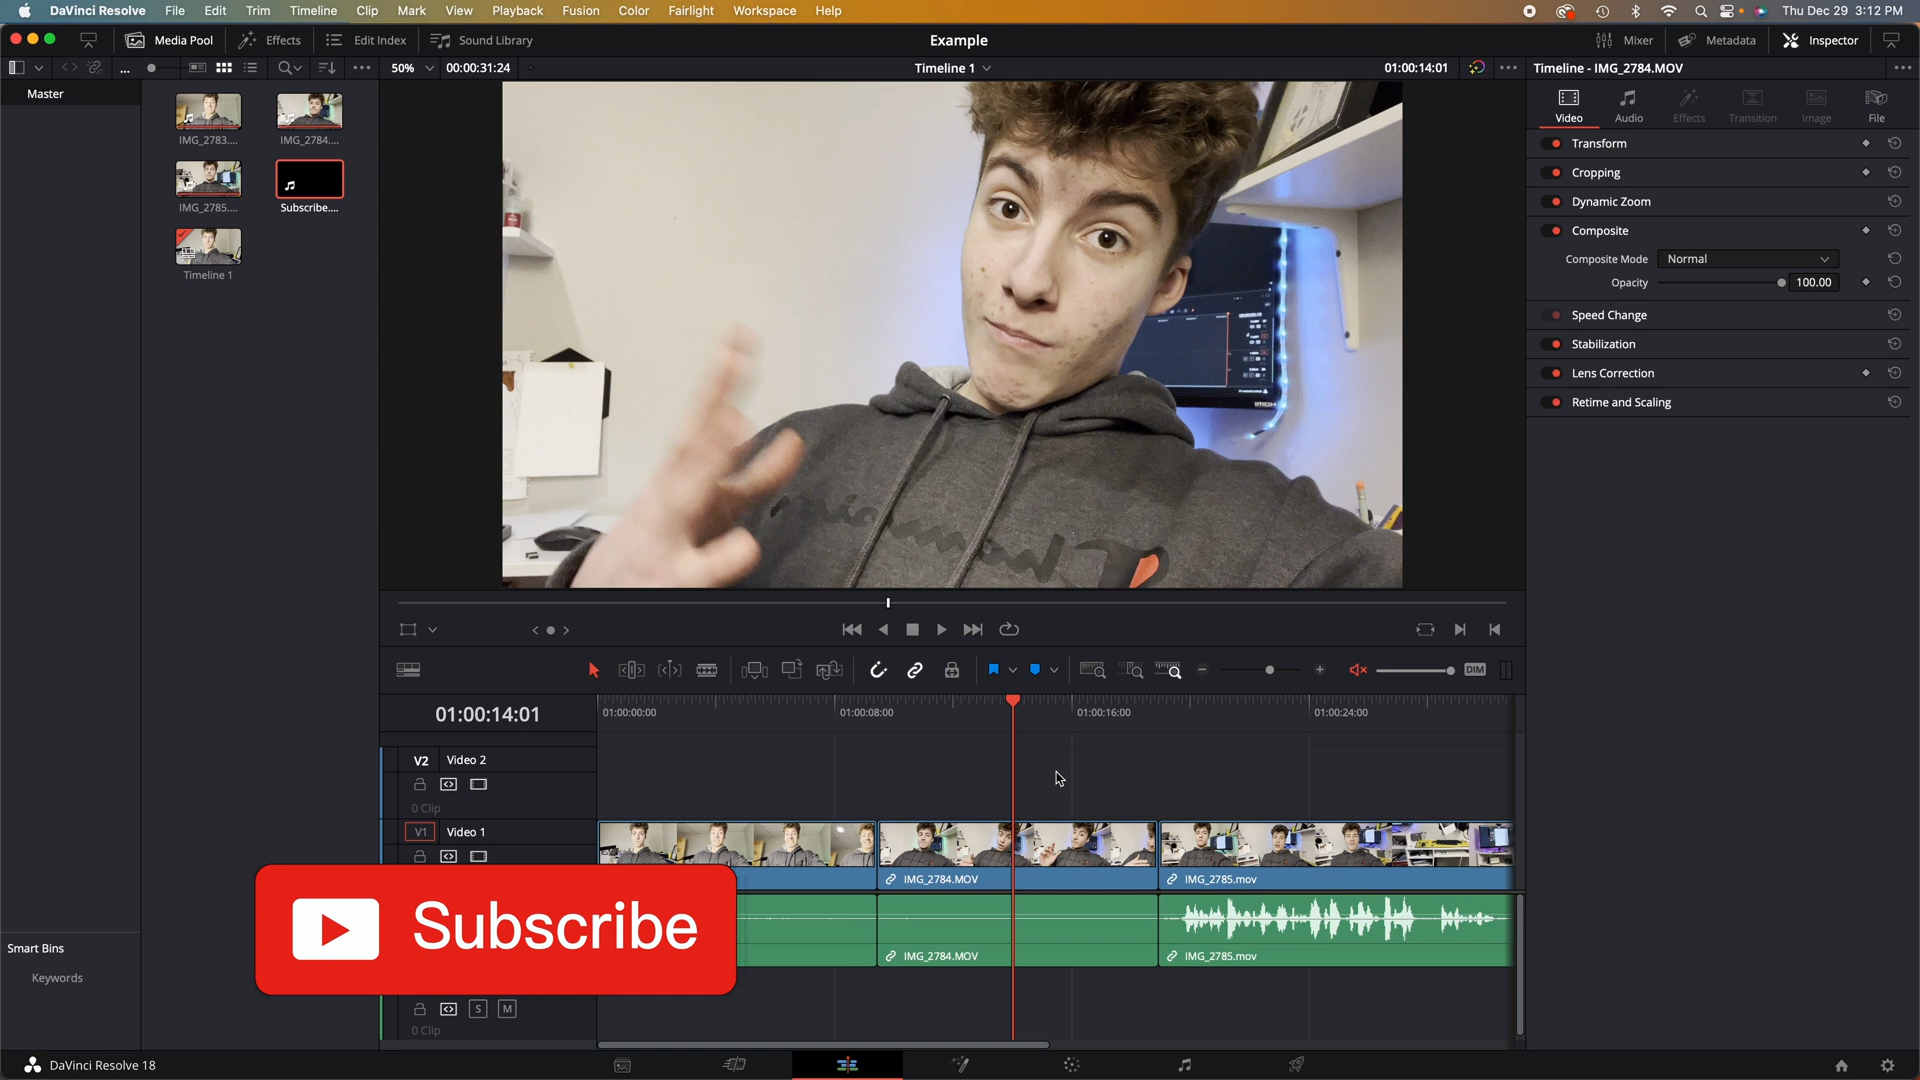 DaVinci Resolve File Edit Trim Timeline Clip Mark View Playback Fusion Color Fairlight Workspace Help Thu Dec 29 3:12 PM
Media Pool Effects Edit Index Sound Library Example Mixer Metadata Inspector
50% 00:00:31:24 Timeline 1 01:00:14:01 Timeline - IMG_2784.MOV
Master
IMG_2783.... IMG_2784....
IMG_2785.... Subscribe....
Timeline 1
Video Audio Effects Transition Image File
Transform
Cropping
Dynamic Zoom
Composite
Composite Mode Normal
Opacity 100.00
Speed Change
Stabilization
Lens Correction
Retime and Scaling
DIM
01:00:14:01 01:00:00:00 01:00:08:00 01:00:16:00 01:00:24:00
V2 Video 2
0 Clip
V1 Video 1
IMG_2784.MOV IMG_2785.mov
Subscribe
IMG_2784.MOV IMG_2785.mov
Smart Bins
Keywords
S M
0 Clip
DaVinci Resolve 18